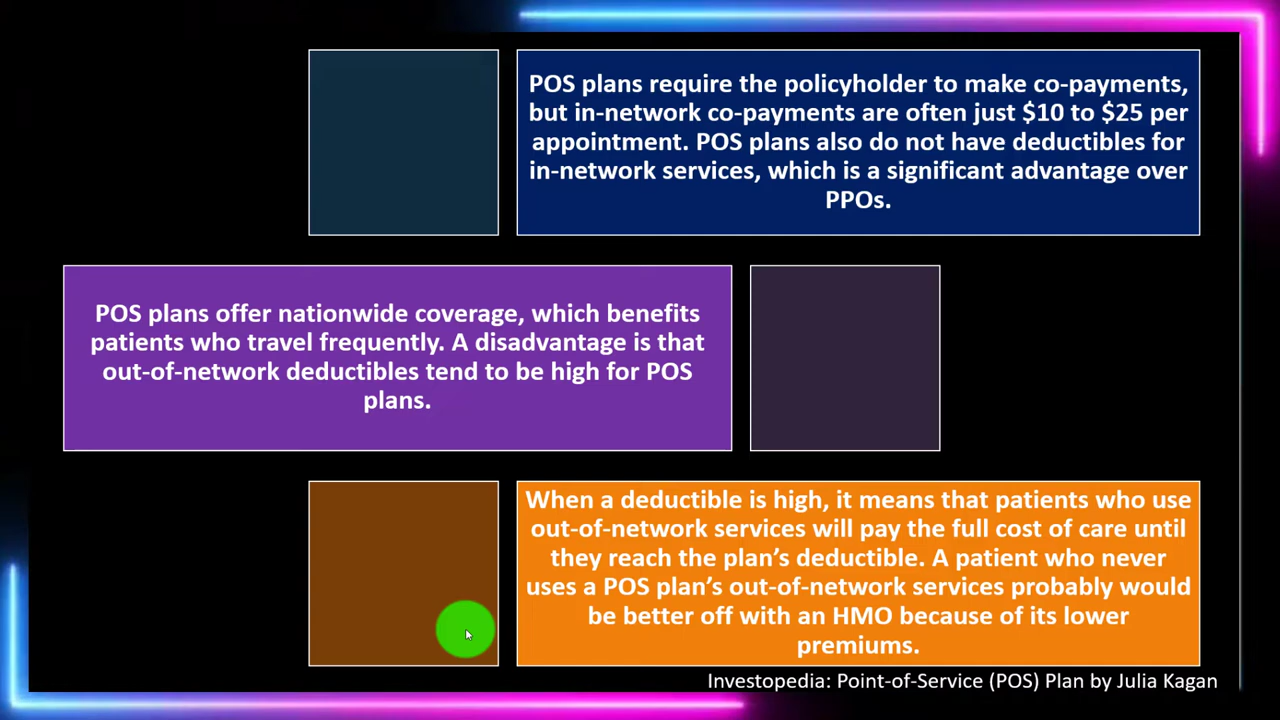 POS plans require the policyholder to make co-payments,
but in-network co-payments are often just $10 to $25 per
appointment. POS plans also do not have deductibles for
in-network services, which is a significant advantage over
PPOs.
POS plans offer nationwide coverage, which benefits
patients who travel frequently. A disadvantage is that
out-of-network deductibles tend to be high for POS
plans.
When a deductible is high, it means that patients who use
out-of-network services will pay the full cost of care until
they reach the plan’s deductible. A patient who never
uses a POS plan’s out-of-network services probably would
be better off with an HMO because of its lower
premiums.
Investopedia: Point-of-Service (POS) Plan by Julia Kagan